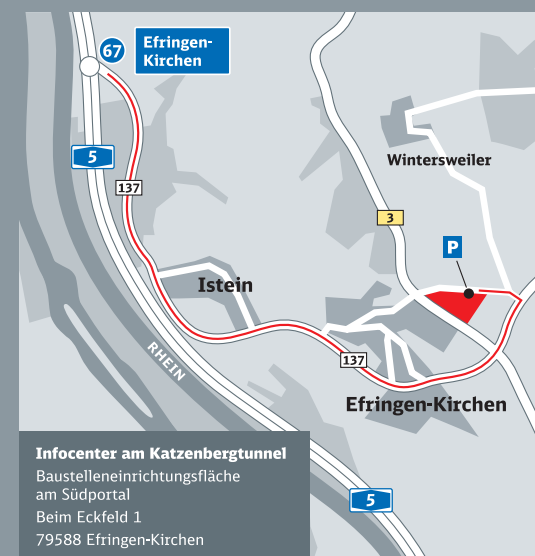 67
Efringen-
Kirchen
5
137
Wintersweiler
3
P
Istein
RHEIN
137
Efringen-Kirchen
Infocenter am Katzenbergtunnel
Baustelleneinrichtungsfläche
am Südportal
Beim Eckfeld 1
79588 Efringen-Kirchen
5